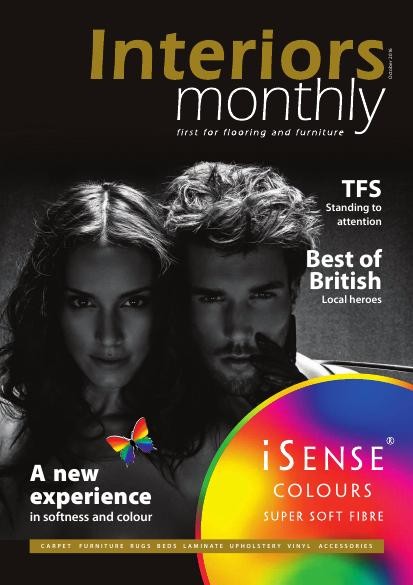 Interiors
October 2016
monthly
first for flooring and furniture
TFS
Standing to
attention
Best of
British
Local heroes
iSENSE®
COLOURS
SUPER SOFT FIBRE
A new
experience
in softness and colour
CARPET FURNITURE RUGS BEDS LAMINATE UPHOLSTERY VINYL ACCESSORIES